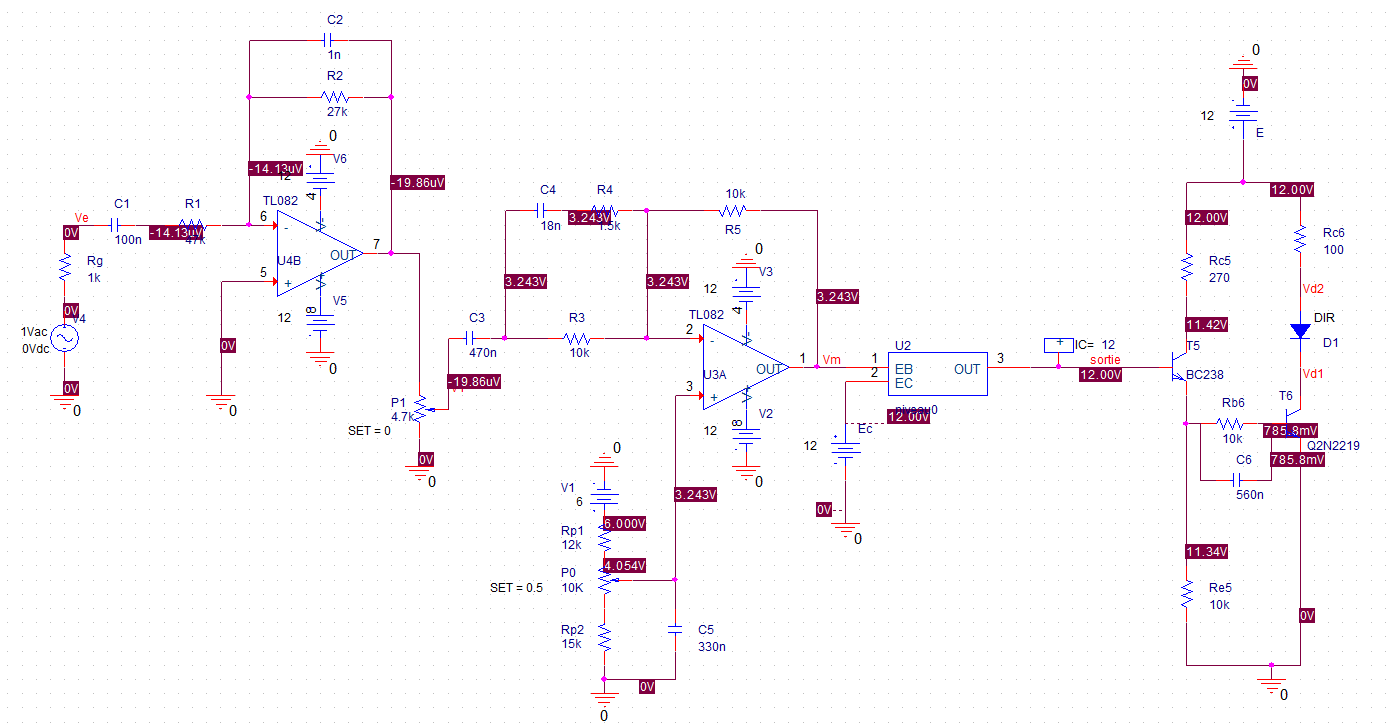 C2
1n
R2
27k
0
V6
-14.13uV
12
4
-19.86uV
TL082
C1
R1
Ve
0V
100n
-14.13uV
47k
6
-
7
OUT
U4B
5
+
Rg
1k
0V
V4
1Vac
0Vdc
0V
0
0V
0
V5
8
12
0
C4
R4
18n
3.243V
1.5k
10k
R5
3.243V
3.243V
3.243V
C3
470n
R3
10k
-19.86uV
P1
4.7k
SET = 0
0V
0
0
V3
12
4
TL082
2
-
1
OUT
U3A
3
+
V2
8
12
0
Vm
3.243V
0
V1
6
6.000V
Rp1
12k
4.054V
P0
10K
SET = 0.5
Rp2
15k
C5
330n
0V
0
U2
1
EB
2
EC
OUT
3
niveau0
12.00V
Ec
12
0V
0
+
IC= 12
sortie
12.00V
0
0V
12
E
12.00V
12.00V
Rc5
270
Rc6
100
Vd2
11.42V
DIR
D1
T5
BC238
Vd1
T6
Rb6
10k
785.8mV
Q2N2219
785.8mV
C6
560n
11.34V
Re5
10k
0V
0